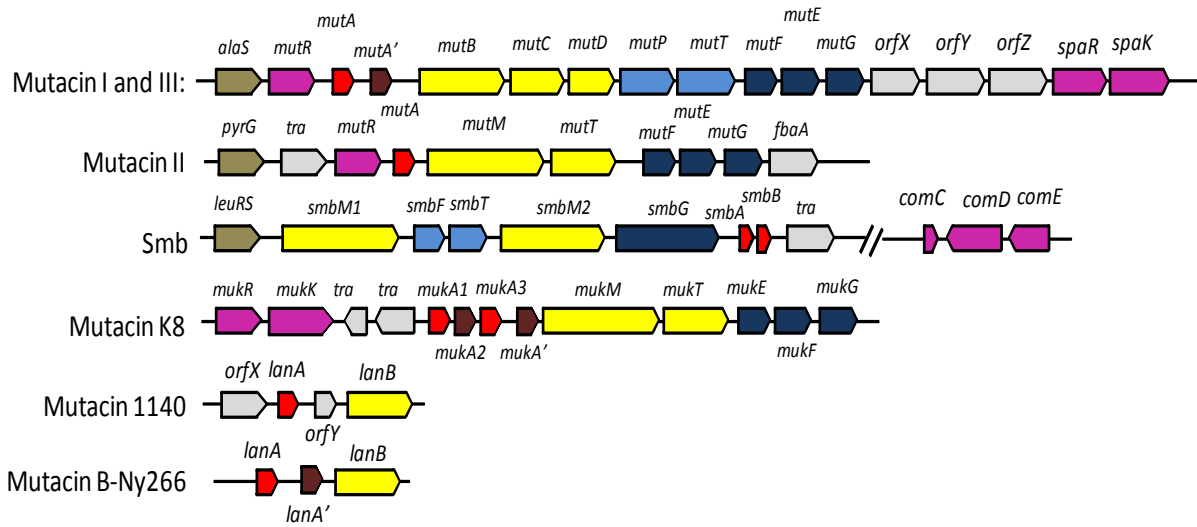 mutE
mutA
alaS mutR mutA' mutB mutC mutD mutP mutT mutF mutG orfX orfY orfZ spaR spaK
Mutacin I and III:
mutA mutE
pyrG tra mutR mutM mutT mutF mutG fbaA
Mutacin II
leuRS smbM1 smbF smbT smbM2 smbG smbA smbB comC comD comE
tra
Smb
mukR mukK tra tra mukA1 mukA3 mukM mukT mukE mukG
Mutacin K8
mukA2 mukA' mukF
orfX lanA lanB
Mutacin 1140
orfY
lanA lanB
Mutacin B-Ny266
lanA'